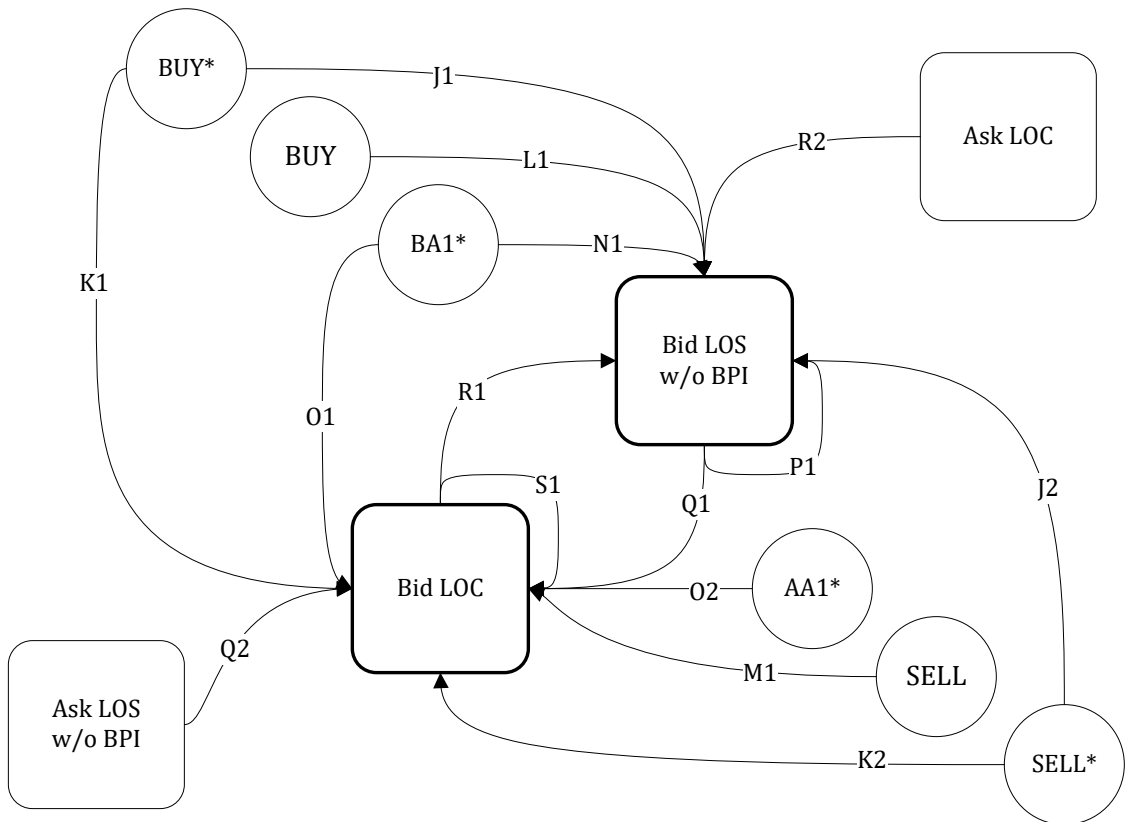 BUY*
J1
BUY
L1
R2
Ask LOC
BA1*
N1
K1
Bid LOS
w/o BPI
R1
O1
P1
S1
Q1
J2
Bid LOC
O2
AA1*
Q2
M1
SELL
Ask LOS
w/o BPI
K2
SELL*